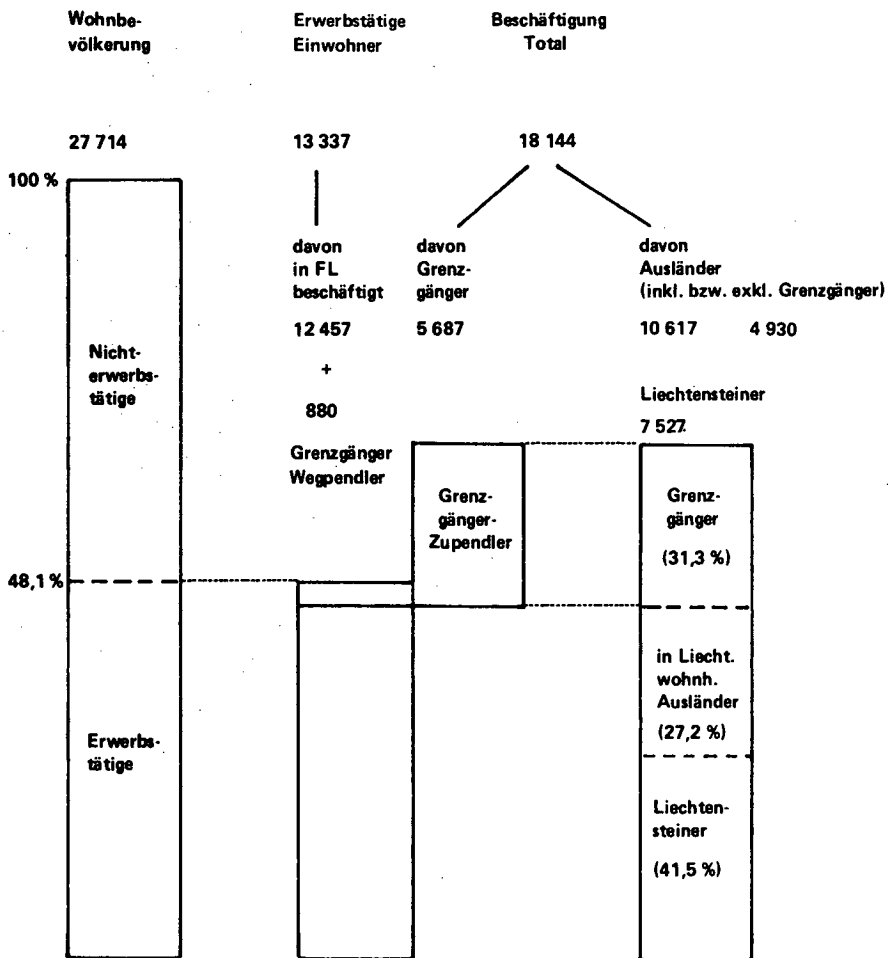 Wohnbe-
völkerung
Erwerbstätige
Einwohner
Beschäftigung
Total
27 714
13 337
18 144
100 %
davon
in FL
beschäftigt
davon
Grenz-
gänger
davon
Ausländer
(inkl. bzw. exkl. Grenzgänger)
12 457
5 687
10 617 4 930
+
880
Grenzgänger
Wegpendler
Liechtensteiner
7 527
Nicht-
erwerbs-
tätige
Grenz-
gänger-
Zupendler
Grenz-
gänger
(31,3 %)
48,1 %
in Liecht.
wohnh.
Ausländer
(27,2 %)
Erwerbs-
tätige
Liechten-
steiner
(41,5 %)